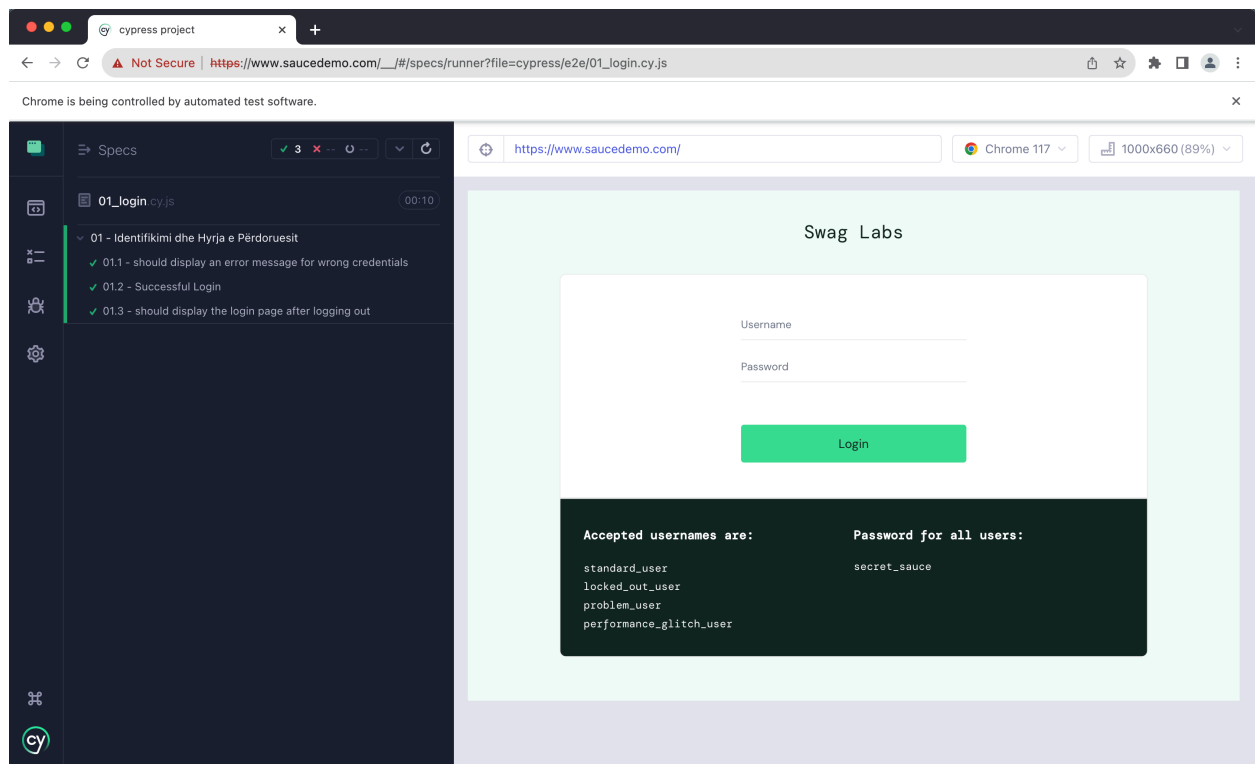 cypress project
Not Secure | https://www.saucedemo.com/__/#/specs/runner?file=cypress/e2e/01_login.cy.js
Chrome is being controlled by automated test software.
Specs
3 -- --
https://www.saucedemo.com/
Chrome 117
1000x660 (89%)
01_login.cy.js
00:10
01 - Identifikimi dhe Hyrja e Përdoruesit
01.1 - should display an error message for wrong credentials
01.2 - Successful Login
01.3 - should display the login page after logging out
Swag Labs
Username
Password
Login
Accepted usernames are:
standard_user
locked_out_user
problem_user
performance_glitch_user
Password for all users:
secret_sauce
cy